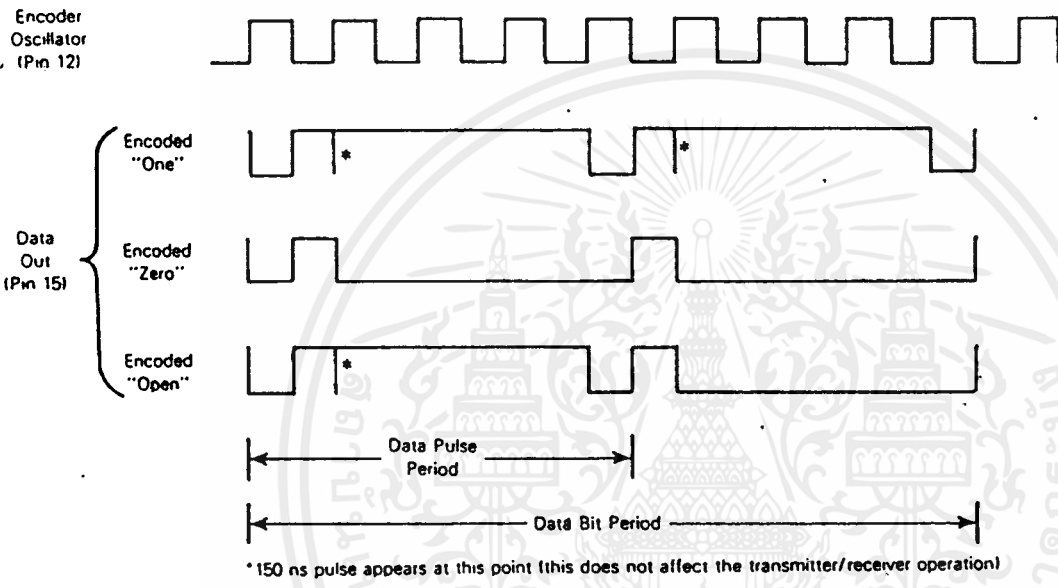 Encoder
Oscillator
(Pin 12)
Encoded
"One"
*
*
Data
Out
(Pin 15)
Encoded
"Zero"
Encoded
"Open"
*
Data Pulse
Period
Data Bit Period
*150 ns pulse appears at this point (this does not affect the transmitter/receiver operation)